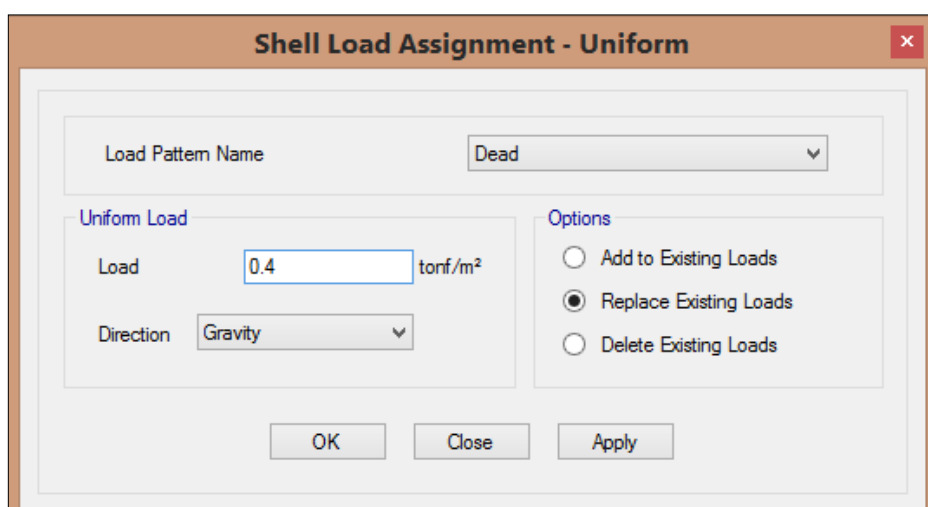 Shell Load Assignment - Uniform
Load Pattern Name Dead
Uniform Load
Load 0.4 tonf/m²
Direction Gravity
Options
Add to Existing Loads
Replace Existing Loads
Delete Existing Loads
OK Close Apply